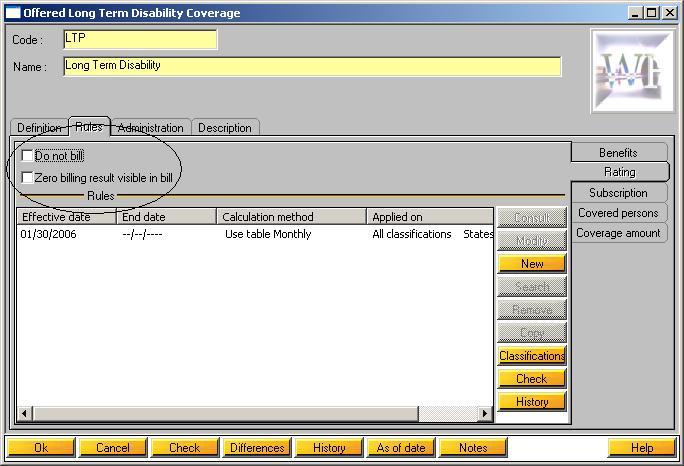 Offered Long Term Disability Coverage
Code : LTP
Name : Long Term Disability
Definition Rules Administration Description
Do not bill
Zero billing result visible in bill
Rules
Effective date End date Calculation method Applied on
01/30/2006 --/--/---- Use table Monthly All classifications States
Consult
Modify
New
Search
Remove
Copy
Classifications
Check
History
Benefits
Rating
Subscription
Covered persons
Coverage amount
Ok Cancel Check Differences History As of date Notes Help